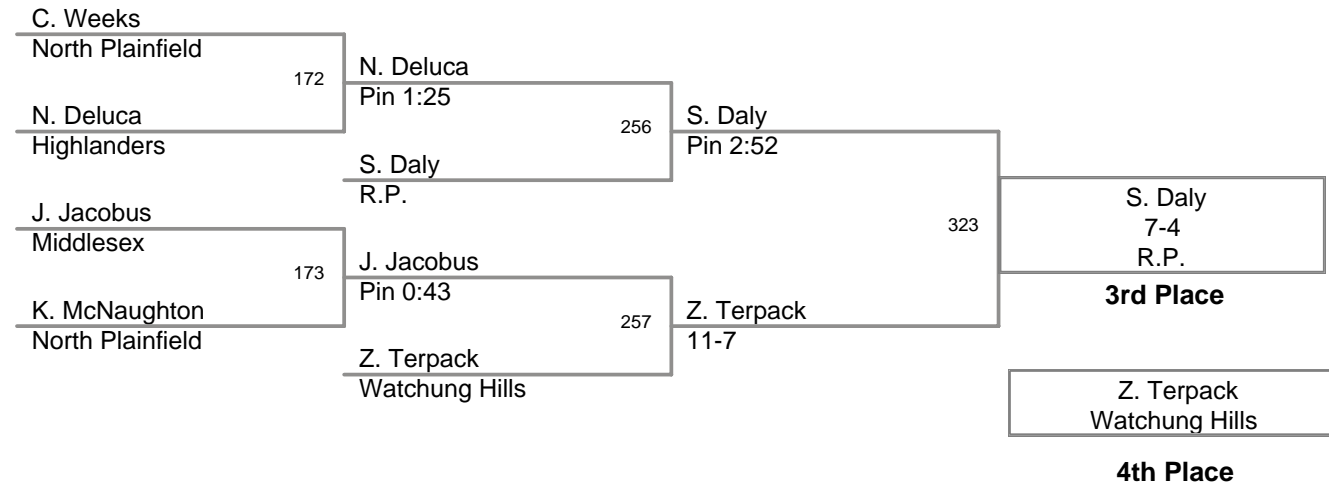 C. Weeks
North Plainfield
172
N. Deluca
Highlanders
N. Deluca
Pin 1:25
256
S. Daly
R.P.
S. Daly
Pin 2:52
J. Jacobus
Middlesex
173
K. McNaughton
North Plainfield
J. Jacobus
Pin 0:43
257
Z. Terpack
Watchung Hills
Z. Terpack
11-7
323
S. Daly
7-4
R.P.
3rd Place
Z. Terpack
Watchung Hills
4th Place